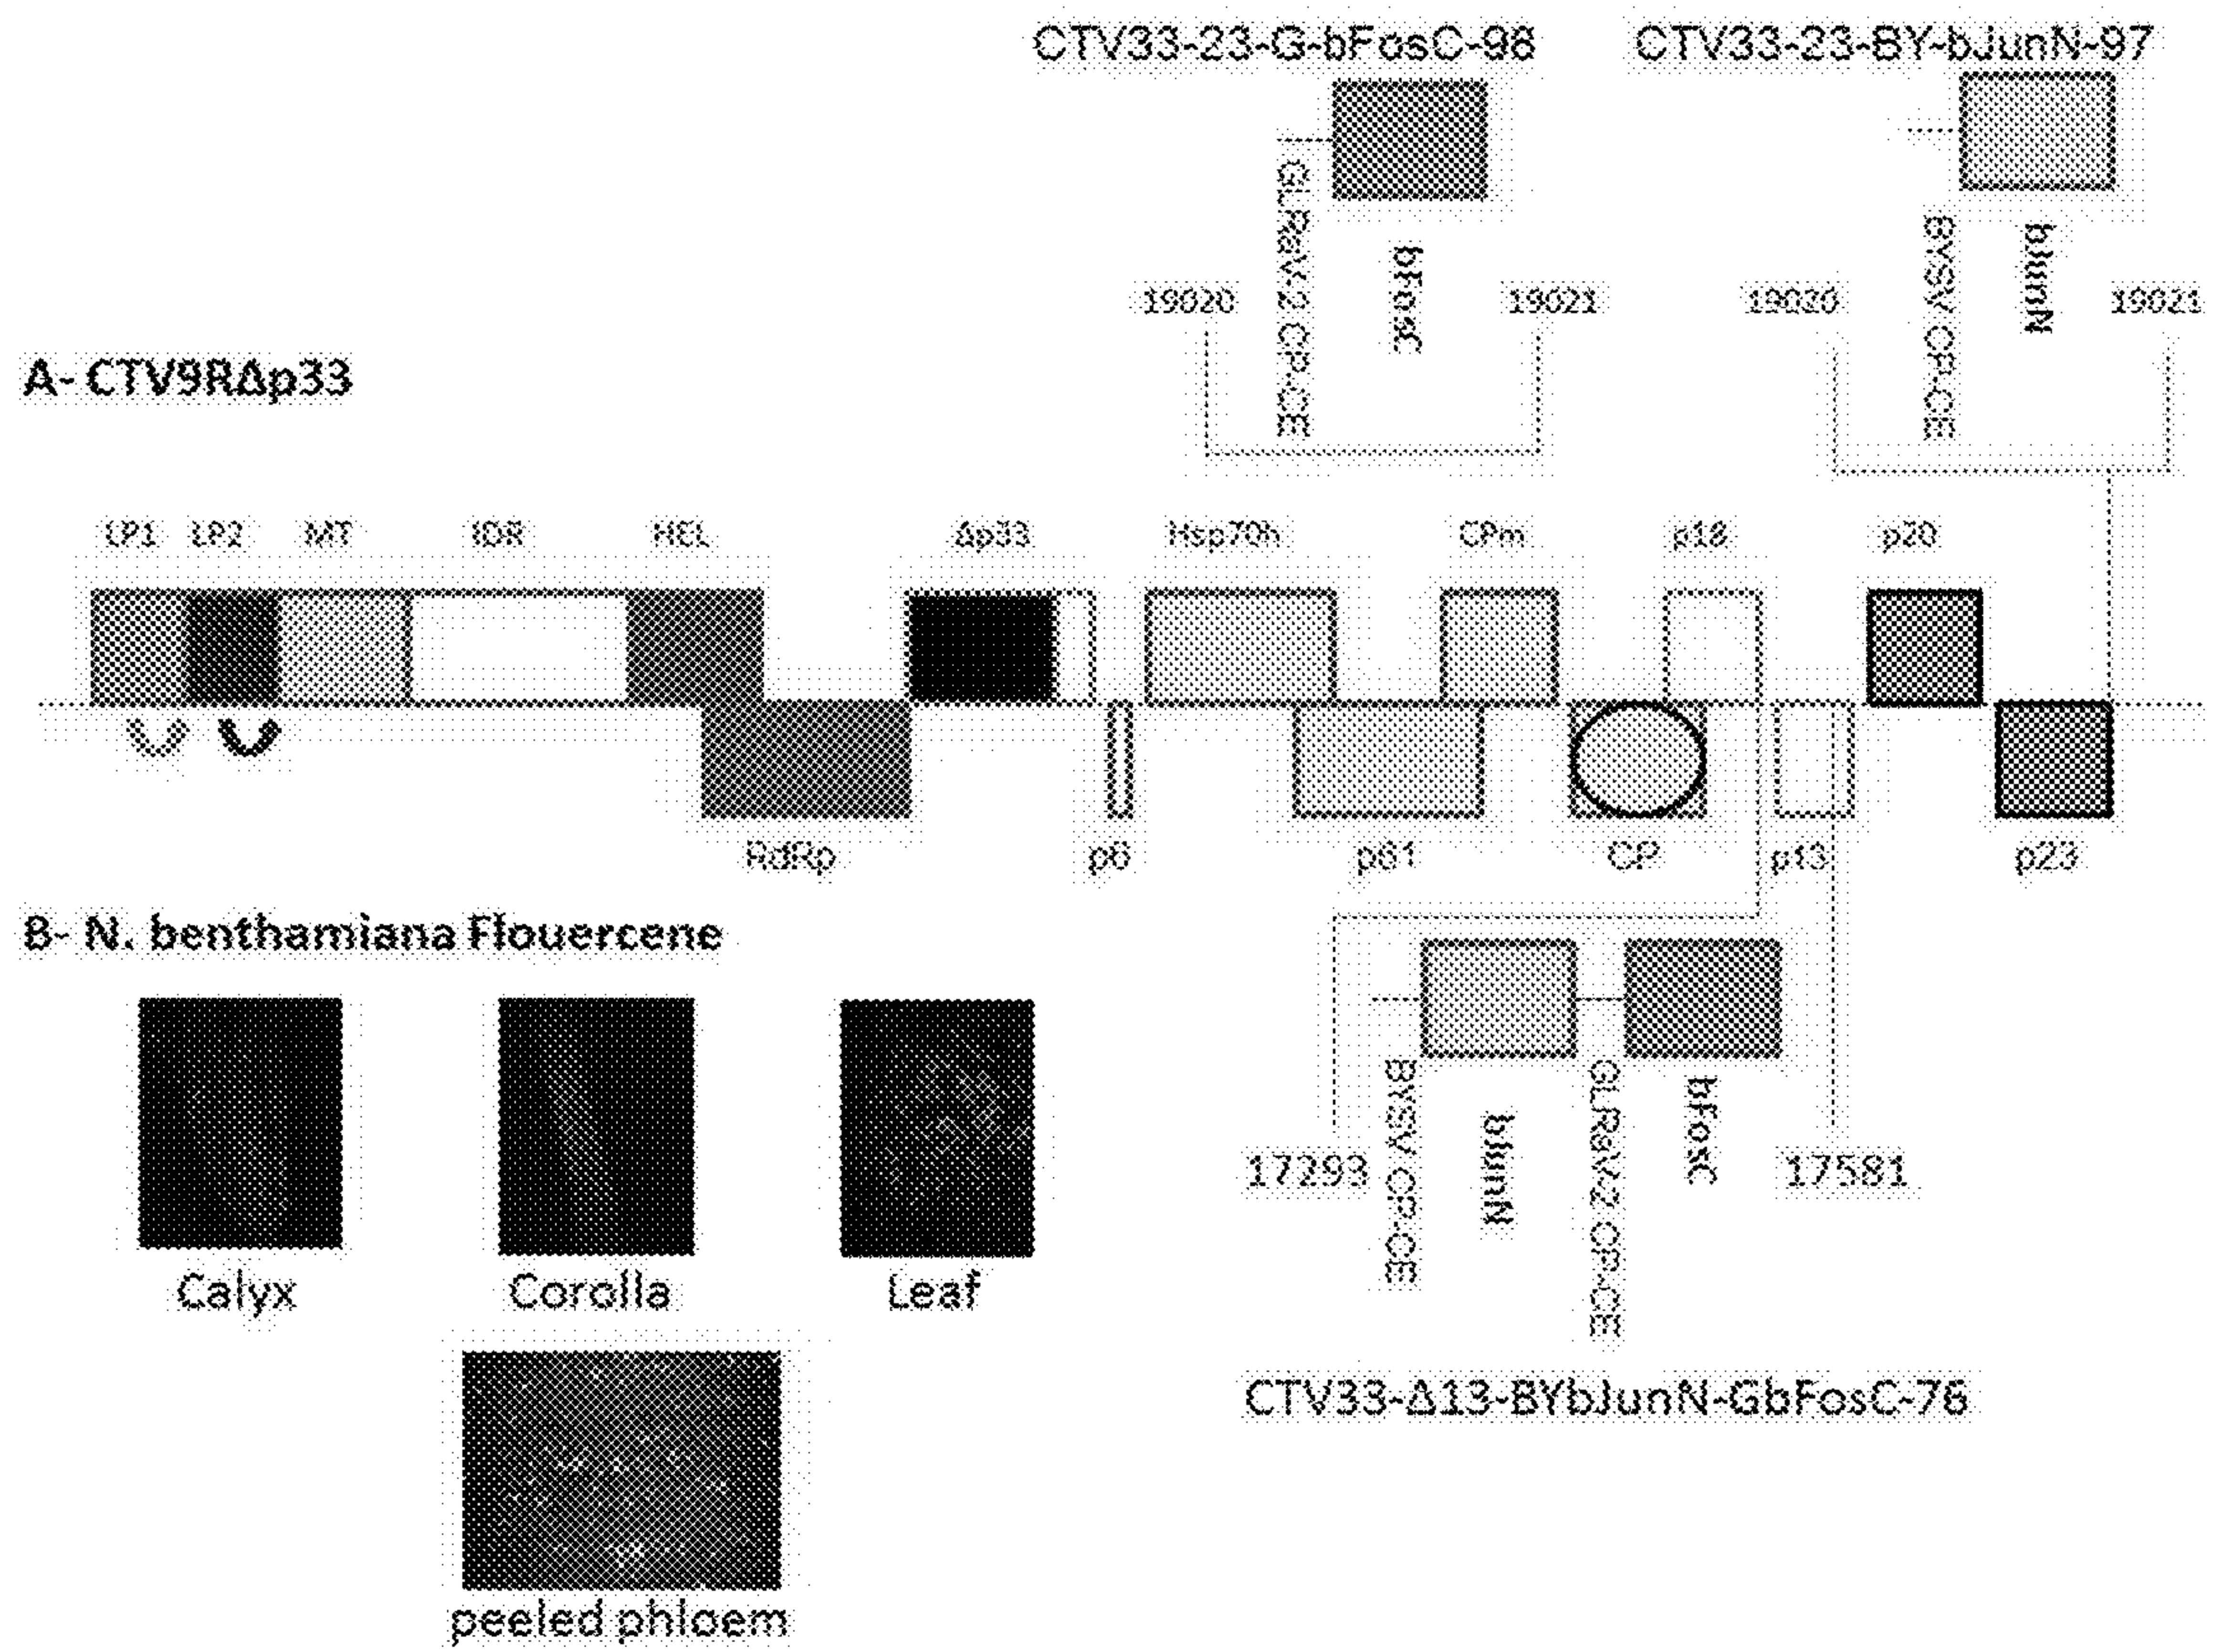 CTV33-23-G-bFosC-98
CTV33-23-BY-bJunN-97
GLRaV-2 CP-CE
bFosC
BYSV CP-CE
bJunN
19020
19021
19020
19021
A- CTV9RΔp33
LP1
LP2
MT
IDR
HEL
Δp33
Hsp70h
CPm
p18
p20
RdRp
p6
p61
CP
p13
p23
B- N. benthamiana Flouercene
BYSV CP-CE
bJunN
GLRaV-2 CP-CE
bFosC
17293
17581
Calyx
Corolla
Leaf
CTV33-Δ13-BYbJunN-GbFosC-76
peeled phloem